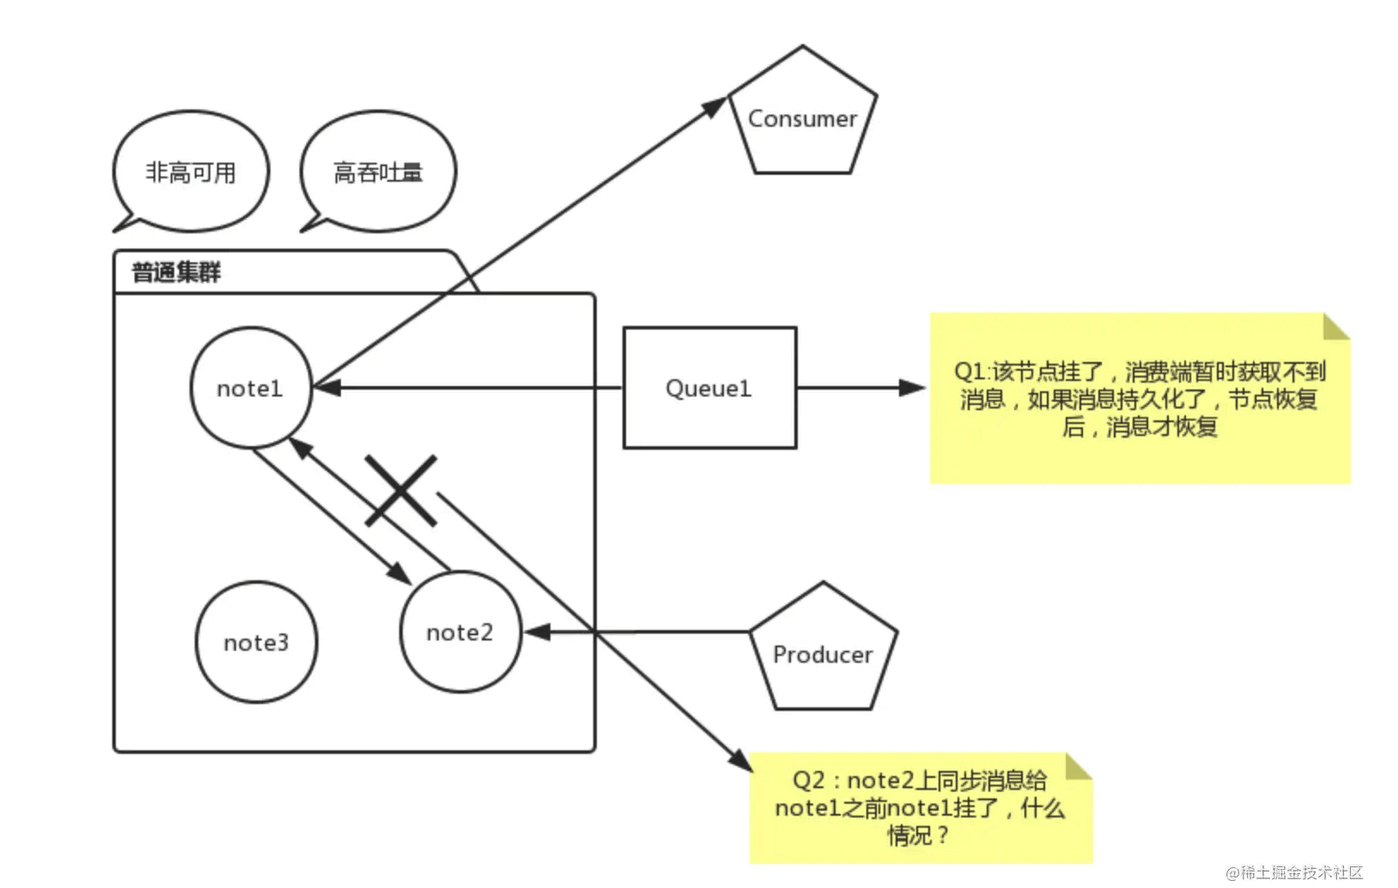 Consumer
非高可用
高吞吐量
普通集群
note1
Queue1
Q1:该节点挂了，消费端暂时获取不到
消息，如果消息持久化了，节点恢复
后，消息才恢复
note3
note2
Producer
Q2：note2上同步消息给
note1之前note1挂了，什么
情况？
@稀土掘金技术社区